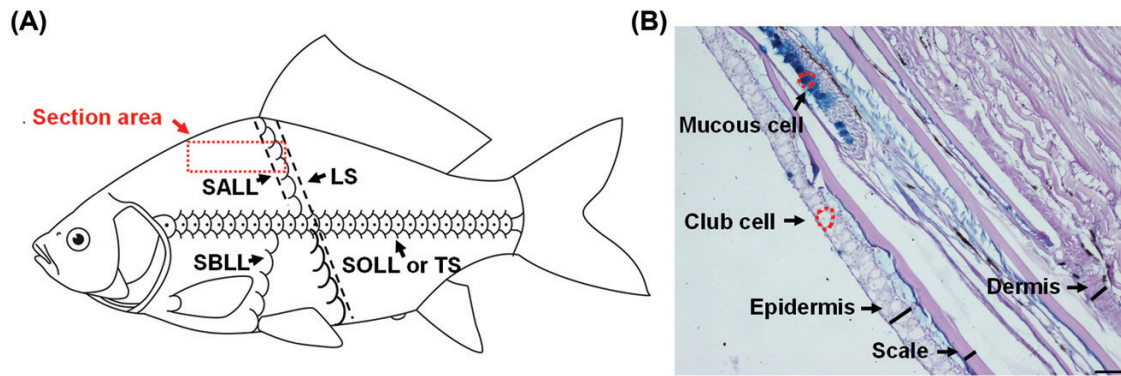 (A)
Section area
SALL
LS
SBLL
SOLL or TS
(B)
Mucous cell
Club cell
Epidermis
Dermis
Scale